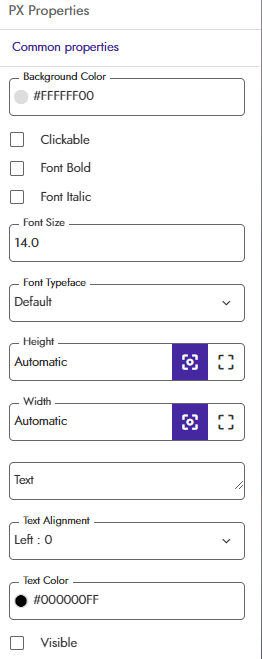 PX Properties
Common properties
Background Color
#FFFFFF00
Clickable
Font Bold
Font Italic
Font Size
14.0
Font Typeface
Default
Height
Automatic
Width
Automatic
Text
Text Alignment
Left : 0
Text Color
#000000FF
Visible